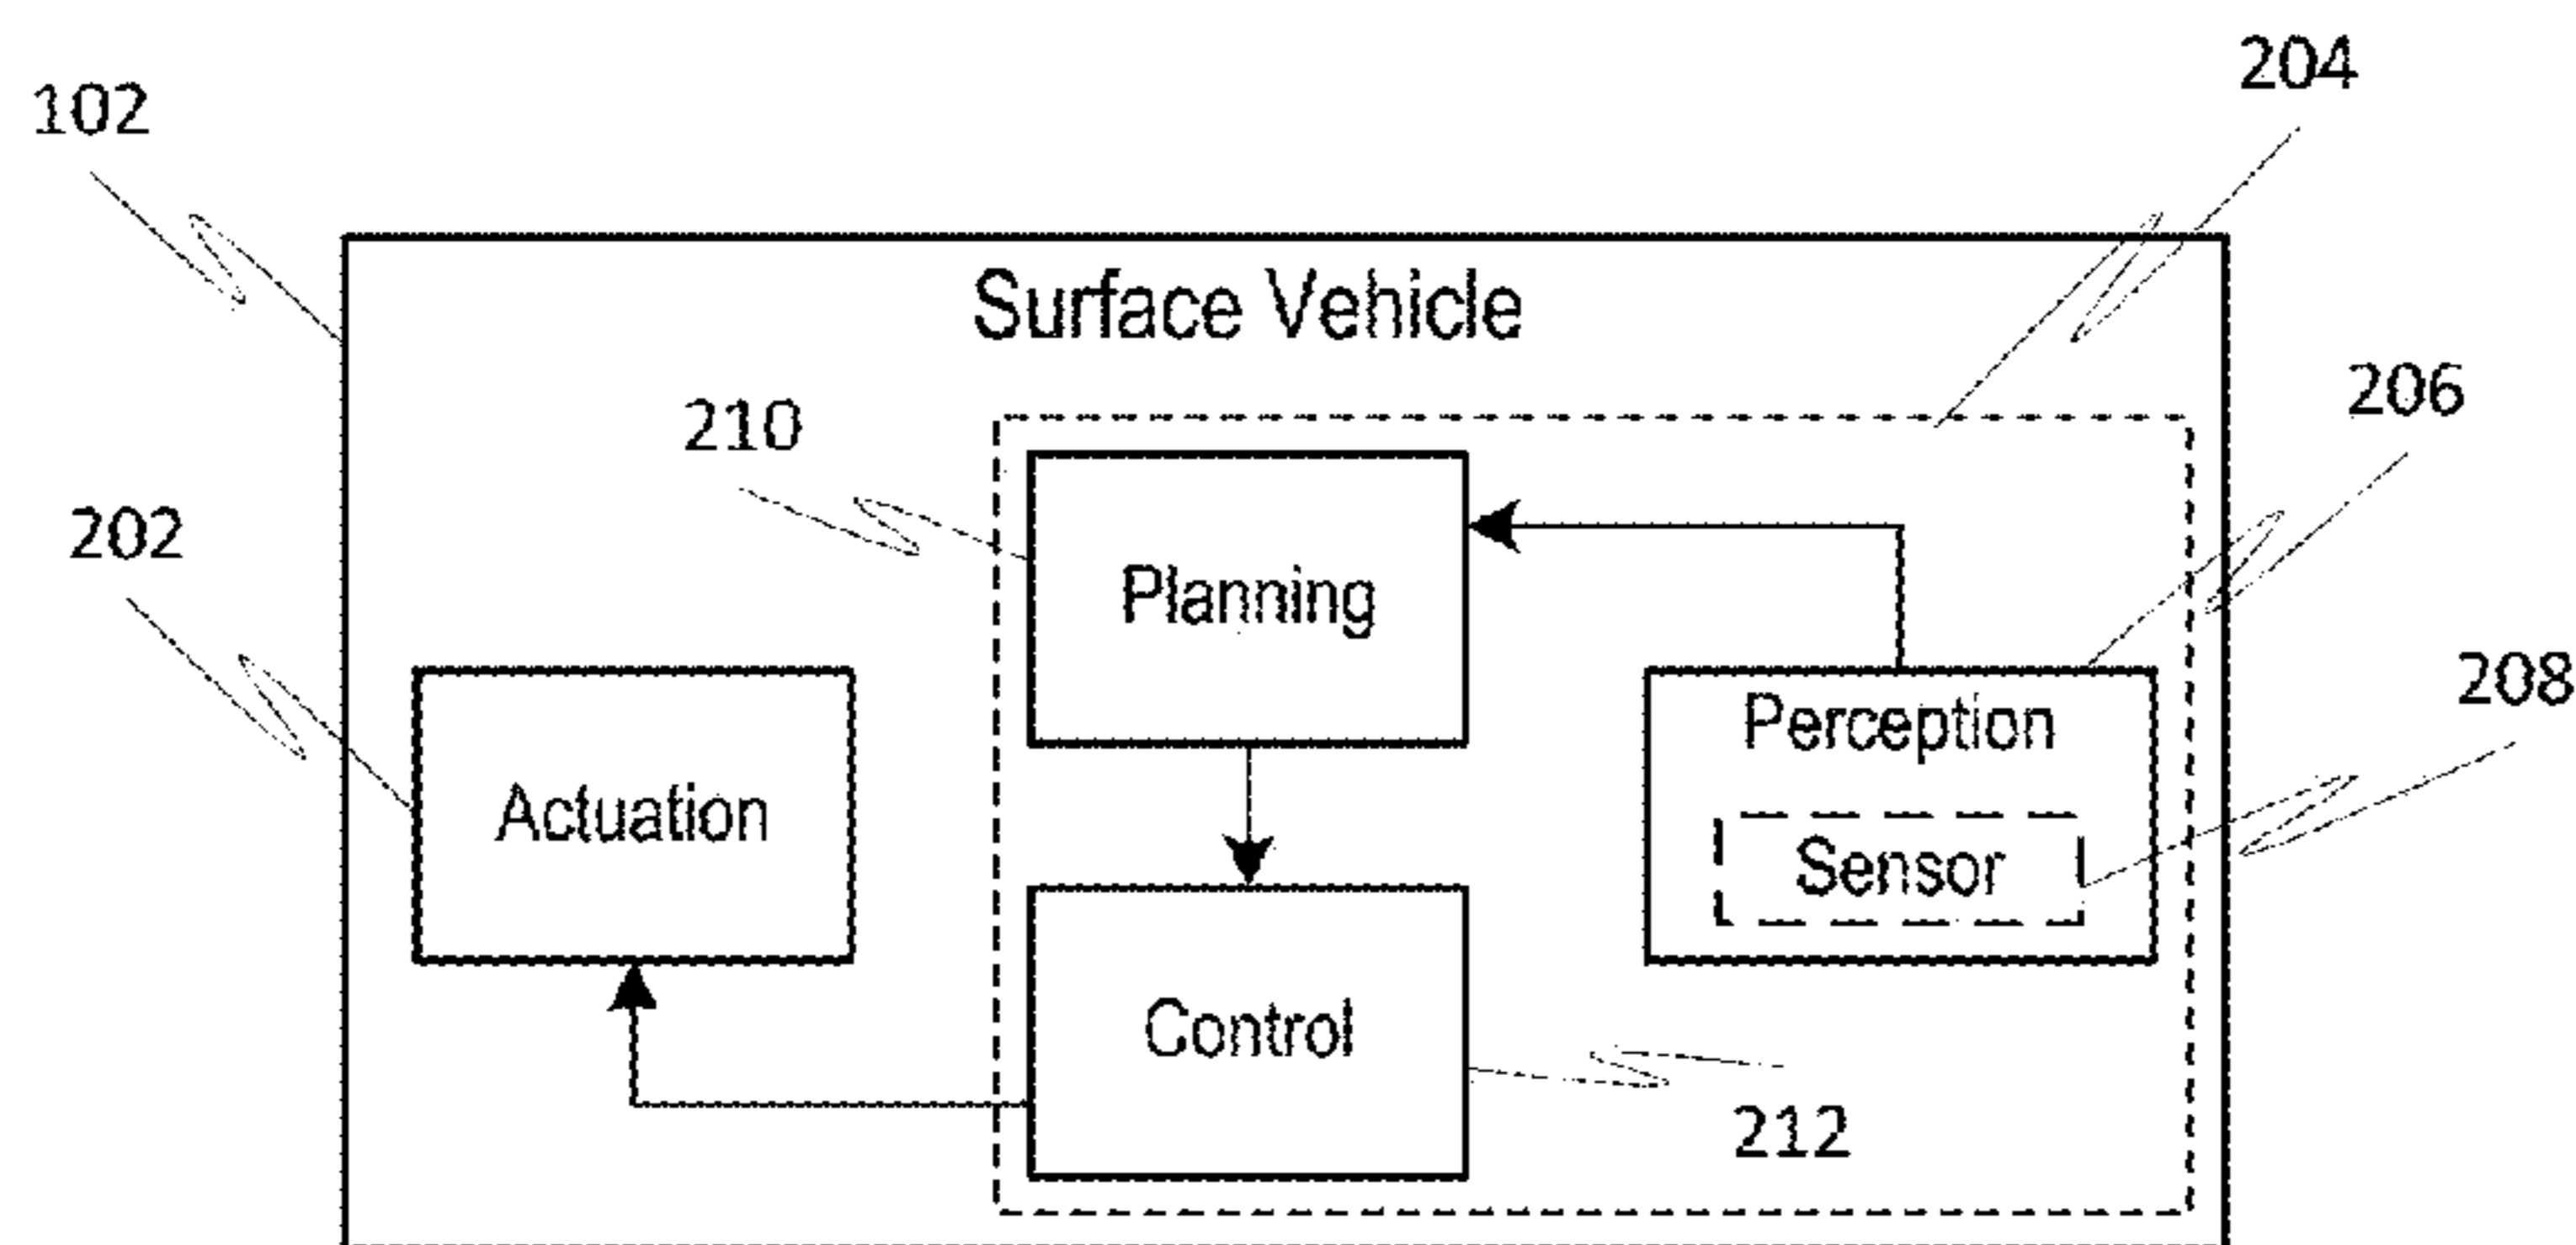 204
102
Surface Vehicle
206
210
202
Planning
208
Perception
Actuation
Sensor
Control
212